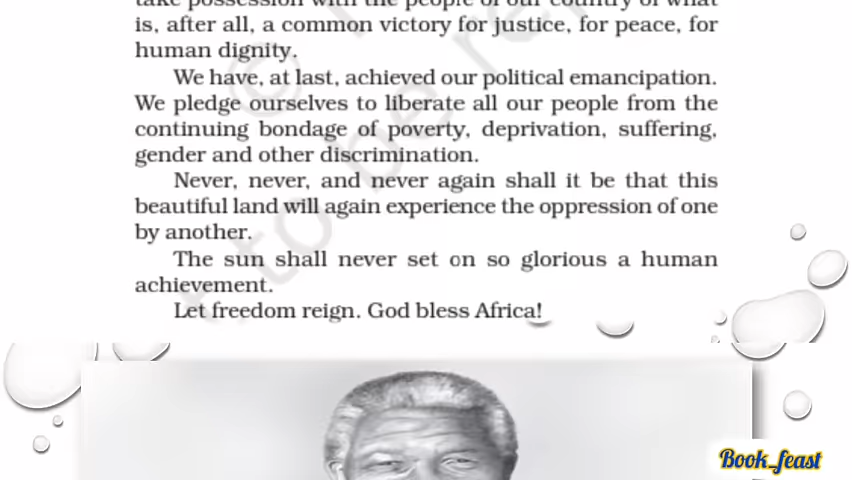 take possession with the people of our country of what
is, after all, a common victory for justice, for peace, for
human dignity.
We have, at last, achieved our political emancipation.
We pledge ourselves to liberate all our people from the
continuing bondage of poverty, deprivation, suffering,
gender and other discrimination.
Never, never, and never again shall it be that this
beautiful land will again experience the oppression of one
by another.
The sun shall never set on so glorious a human
achievement.
Let freedom reign. God bless Africa!
to be re
Book_feast